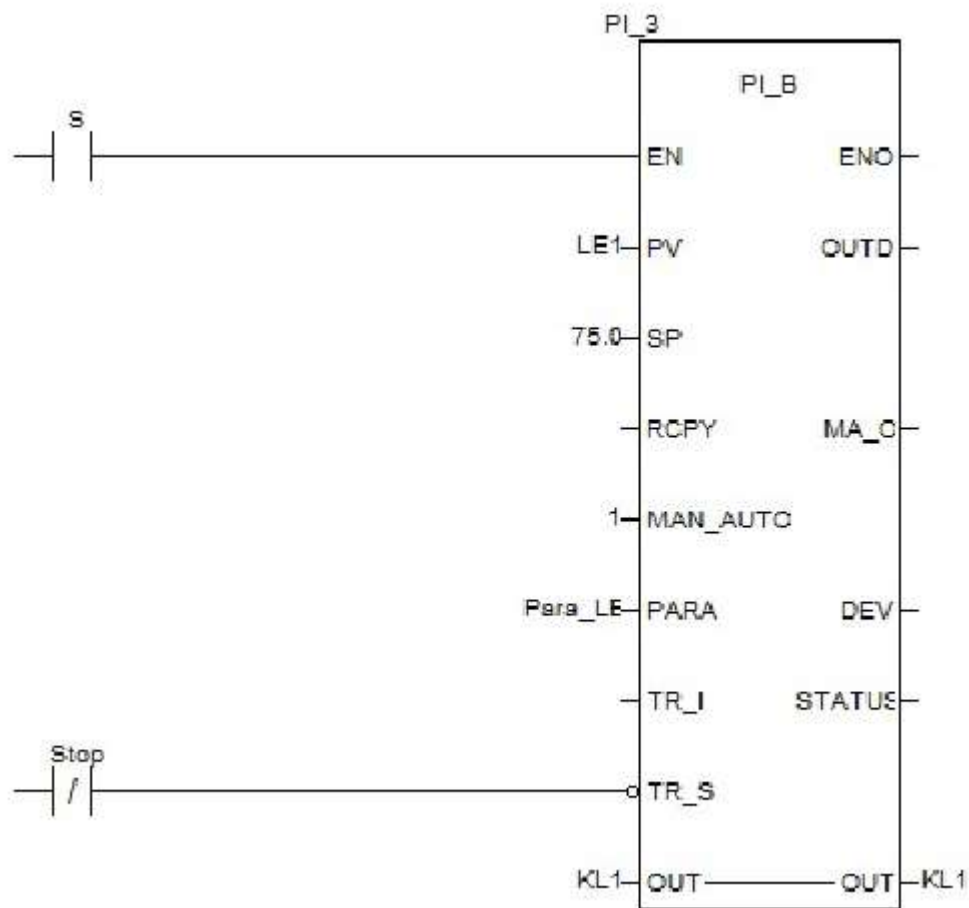 PI_3
PI_B
S
EN ENO
LE1 PV OUTD
75.0 SP
RCPY MA_O
1 MAN_AUTO
Para_LE PARA DEV
TR_I STATUS
Stop
/
TR_S
KL1 OUT OUT KL1